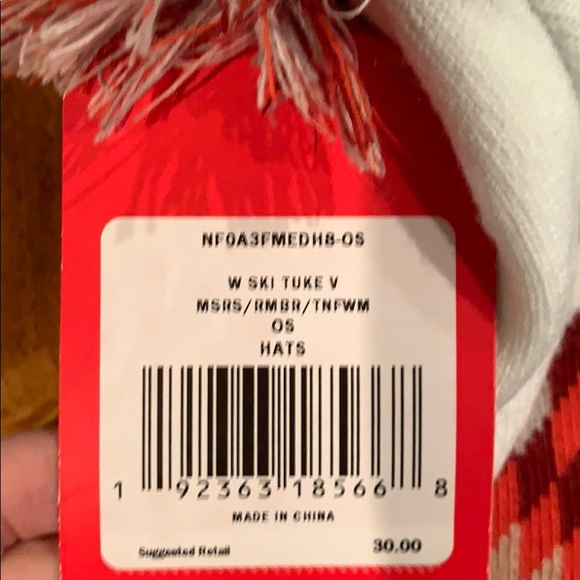 NF0A3FMEDH8-OS
W SKI TUKE V
MSRS/RMBR/TNFWM
OS
HATS
1 92363 18566 8
MADE IN CHINA
Suggested Retail 30.00